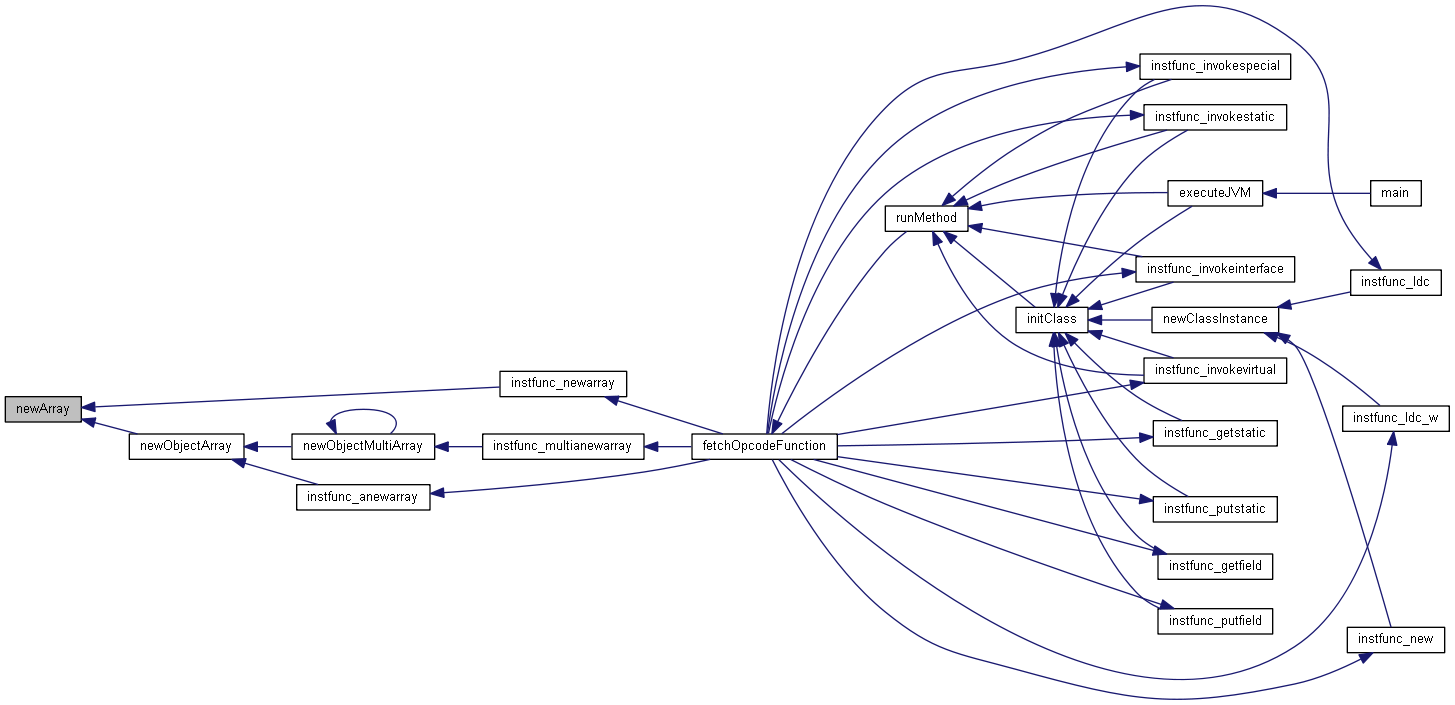 instfunc_invokespecial
instfunc_invokestatic
executeJVM
main
runMethod
instfunc_invokeinterface
instfunc_ldc
initClass
newClassInstance
instfunc_invokevirtual
instfunc_newarray
newArray
instfunc_ldc_w
instfunc_getstatic
newObjectArray
newObjectMultiArray
instfunc_multianewarray
fetchOpcodeFunction
instfunc_anewarray
instfunc_putstatic
instfunc_getfield
instfunc_putfield
instfunc_new